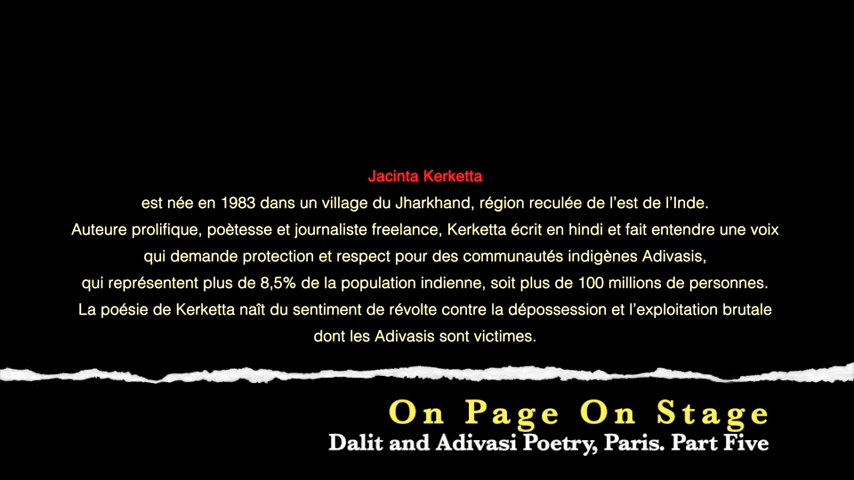 Jacinta Kerketta
est née en 1983 dans un village du Jharkhand, région reculée de l’est de l’Inde.
Auteure prolifique, poètesse et journaliste freelance, Kerketta écrit en hindi et fait entendre une voix
qui demande protection et respect pour des communautés indigènes Adivasis,
qui représentent plus de 8,5% de la population indienne, soit plus de 100 millions de personnes.
La poésie de Kerketta naît du sentiment de révolte contre la dépossession et l’exploitation brutale
dont les Adivasis sont victimes.
On Page On Stage
Dalit and Adivasi Poetry, Paris. Part Five